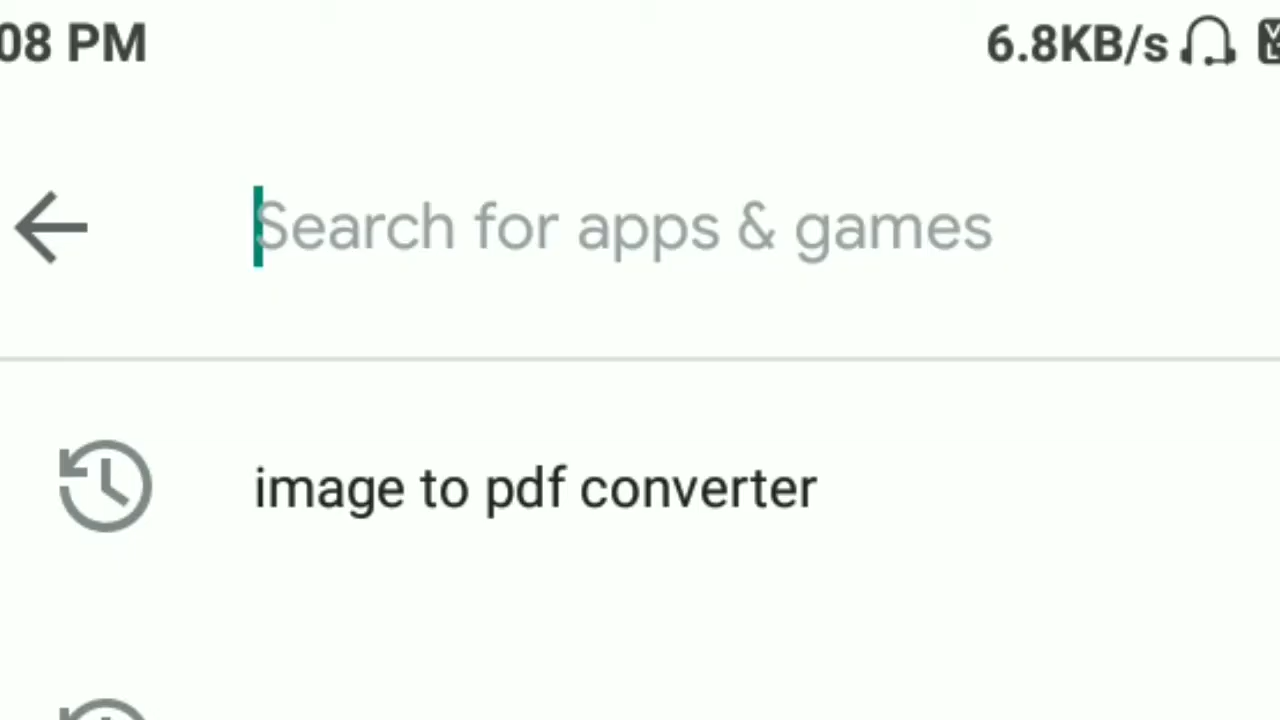 08 PM
6.8KB/s
Search for apps & games
image to pdf converter